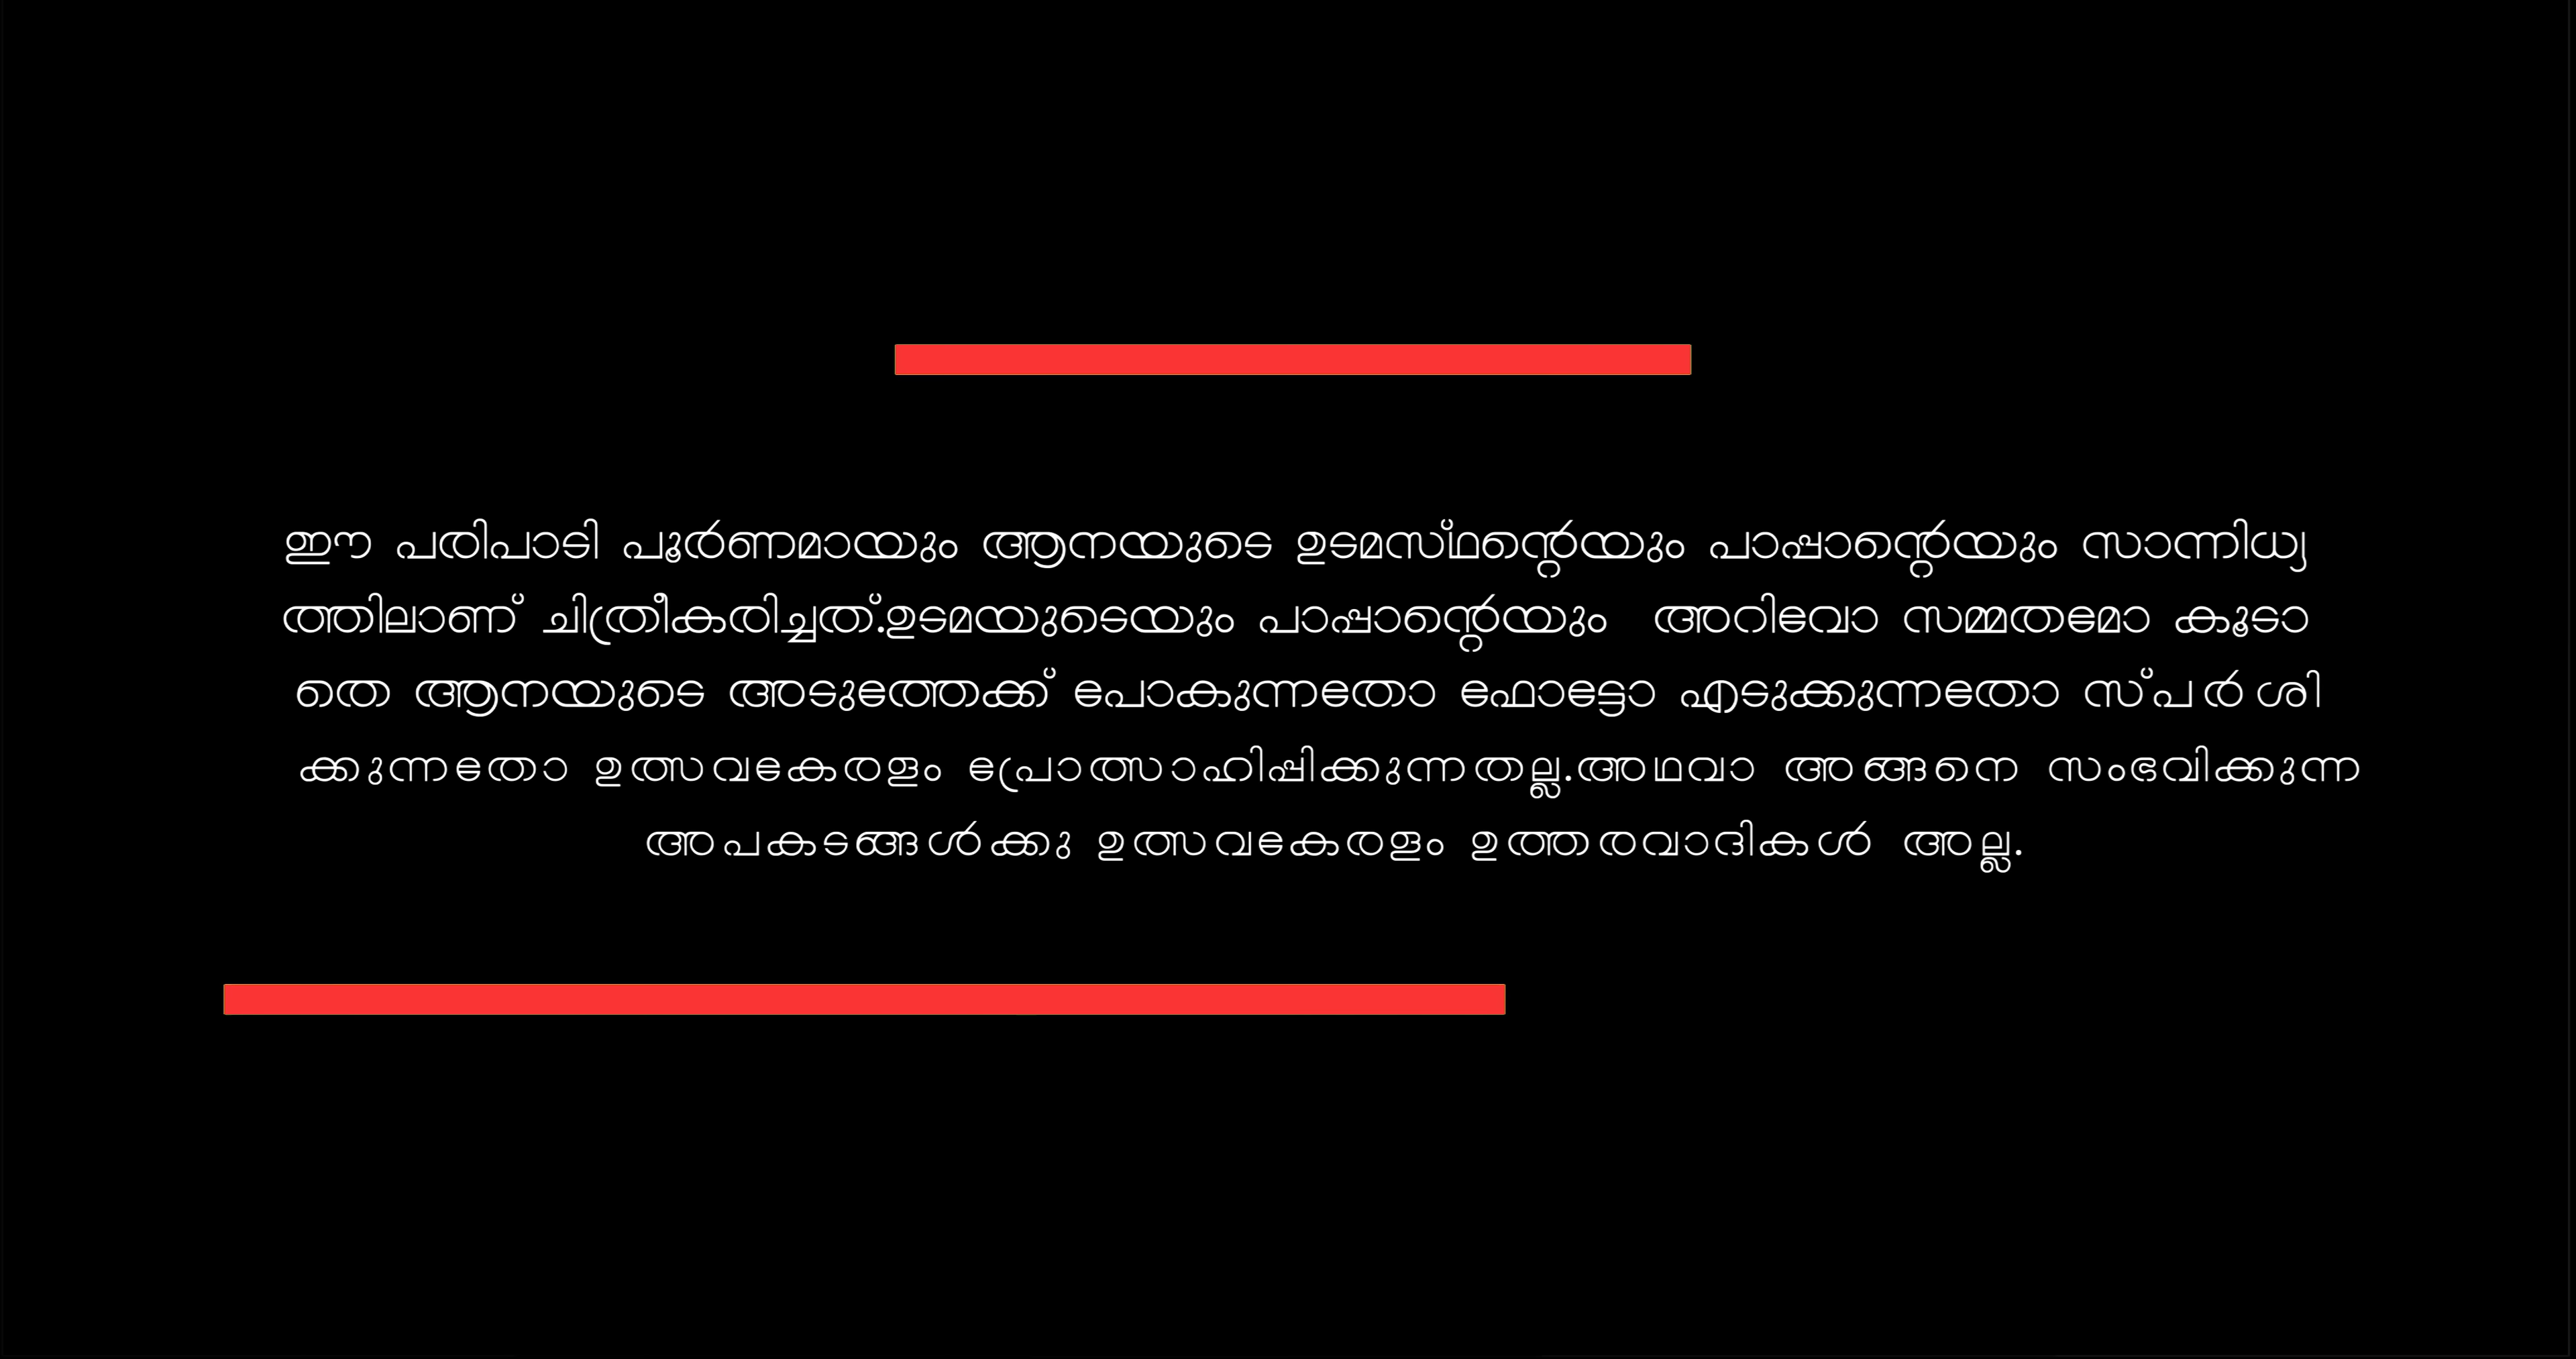 ഈ പരിപാടി പൂർണമായും ആനയുടെ ഉടമസ്ഥന്റെയും പാപ്പാന്റെയും സാന്നിധ്യ
ത്തിലാണ് ചിത്രീകരിച്ചത്.ഉടമയുടെയും പാപ്പാന്റെയും അറിവോ സമ്മതമോ കൂടാ
തെ ആനയുടെ അടുത്തേക്ക് പോകുന്നതോ ഫോട്ടോ എടുക്കുന്നതോ സ്പർശി
ക്കുന്നതോ ഉത്സവകേരളം പ്രോത്സാഹിപ്പിക്കുന്നതല്ല.അഥവാ അങ്ങനെ സംഭവിക്കുന്ന
അപകടങ്ങൾക്കു ഉത്സവകേരളം ഉത്തരവാദികൾ അല്ല.